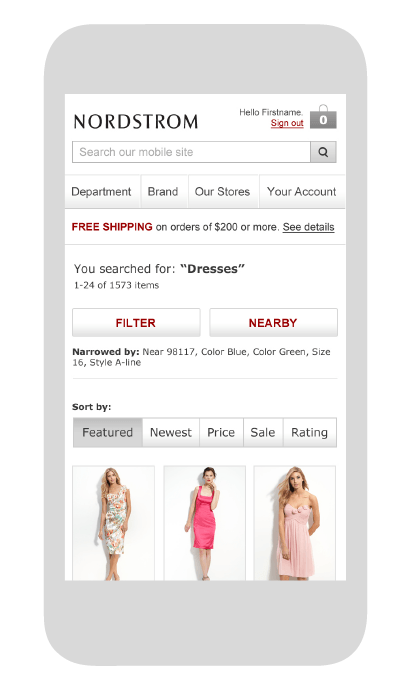 NORDSTROM
Hello Firstname.
Sign out
0
Search our mobile site
Department Brand Our Stores Your Account
FREE SHIPPING on orders of $200 or more. See details
You searched for: “Dresses”
1-24 of 1573 items
FILTER NEARBY
Narrowed by: Near 98117, Color Blue, Color Green, Size
16, Style A-line
Sort by:
Featured Newest Price Sale Rating